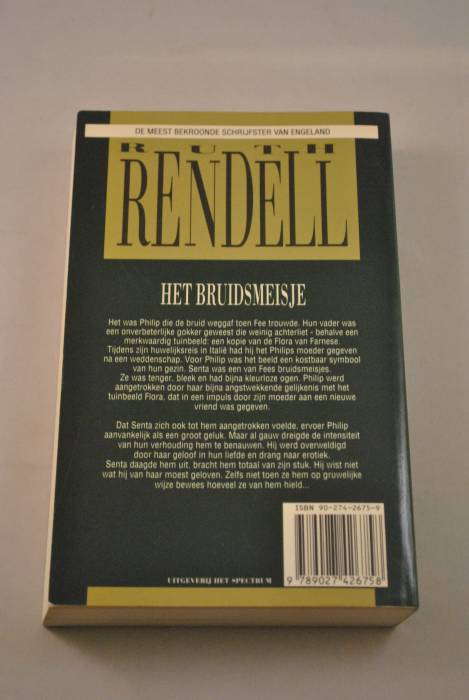 DE MEEST BEKROONDE SCHRIJFSTER VAN ENGELAND
RUTH
RENDELL
HET BRUIDSMEISJE
Het was Philip die de bruid weggaf toen Fee trouwde. Hun vader was
een onverbeterlijke gokker geweest die weinig achterliet - behalve een
merkwaardig tuinbeeld: een kopie van de Flora van Farnese.
Tijdens zijn huwelijksreis in Italië had hij het Philips moeder gegeven
na een weddenschap. Voor Philip was het beeld een kostbaar symbool
van hun gezin. Senta was een van Fees bruidsmeisjes.
Ze was tenger, bleek en had bijna kleurloze ogen. Philip werd
aangetrokken door haar bijna angstwekkende gelijkenis met het
tuinbeeld Flora, dat in een impuls door zijn moeder aan een nieuwe
vriend was gegeven.
Dat Senta zich ook tot hem aangetrokken voelde, ervoer Philip
aanvankelijk als een groot geluk. Maar al gauw dreigde de intensiteit
van hun verhouding hem te benauwen. Hij werd overweldigd
door haar geloof in hun liefde en drang naar erotiek.
Senta daagde hem uit, bracht hem totaal van zijn stuk. Hij wist niet
wat hij van haar moest geloven. Zelfs niet toen ze hem op gruwelijke
wijze bewees hoeveel ze van hem hield...
ISBN 90-274-2675-9
9 789027 426758
UITGEVERIJ HET SPECTRUM